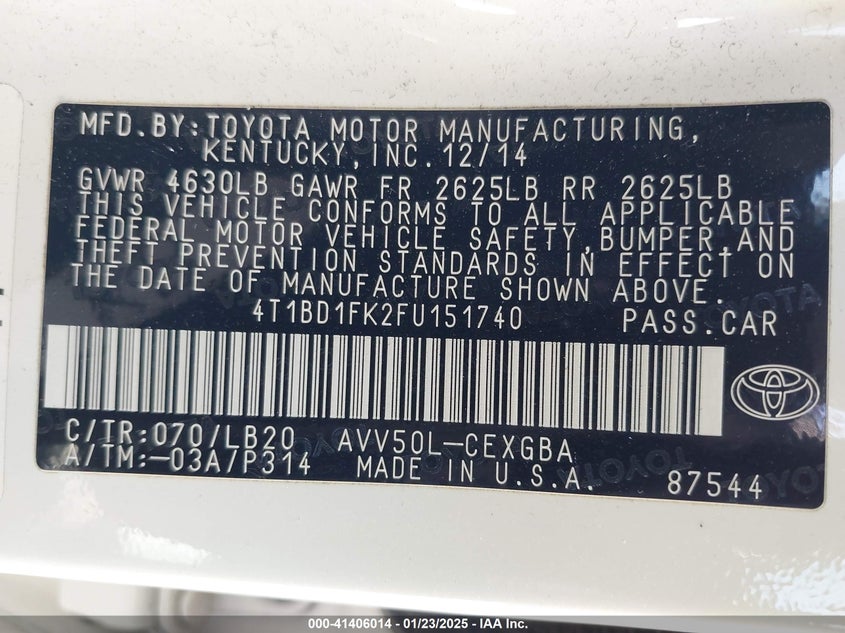 MFD.BY:TOYOTA MOTOR MANUFACTURING,
KENTUCKY, INC. 12/14
GVWR 4630LB GAWR FR 2625LB RR 2625LB
THIS VEHICLE CONFORMS TO ALL APPLICABLE
FEDERAL MOTOR VEHICLE SAFETY,BUMPER,AND
THEFT PREVENTION STANDARDS IN EFFECT ON
THE DATE OF MANUFACTURE SHOWN ABOVE.
4T1BD1FK2FU151740 PASS.CAR
C/TR:070/LB20 AVV50L-CEXGBA
A/TM:-03A/P314 MADE IN U.S.A. 87544
000-41406014 - 01/23/2025 - IAA Inc.